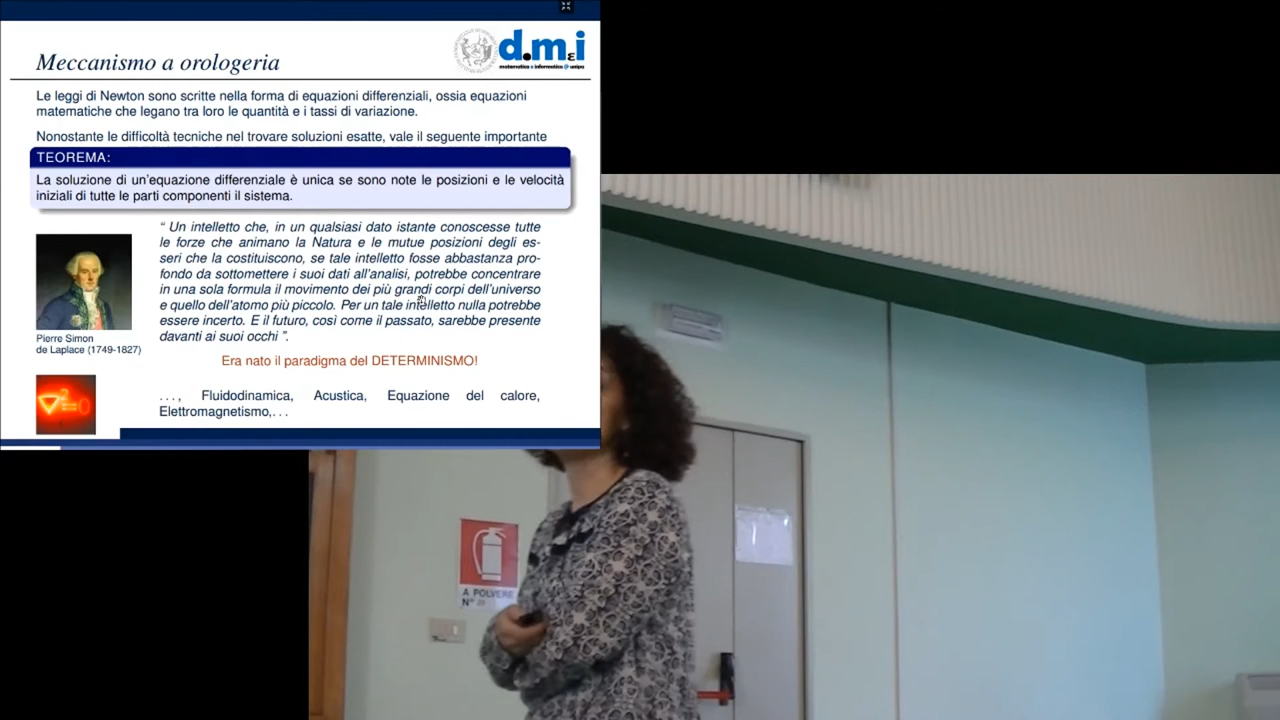 Meccanismo a orologeria
d.mεi
matematica e informatica @ unipa
Le leggi di Newton sono scritte nella forma di equazioni differenziali, ossia equazioni
matematiche che legano tra loro le quantità e i tassi di variazione.
Nonostante le difficoltà tecniche nel trovare soluzioni esatte, vale il seguente importante
TEOREMA:
La soluzione di un'equazione differenziale è unica se sono note le posizioni e le velocità
iniziali di tutte le parti componenti il sistema.
“ Un intelletto che, in un qualsiasi dato istante conoscesse tutte
le forze che animano la Natura e le mutue posizioni degli es-
seri che la costituiscono, se tale intelletto fosse abbastanza pro-
fondo da sottomettere i suoi dati all'analisi, potrebbe concentrare
in una sola formula il movimento dei più grandi corpi dell'universo
e quello dell'atomo più piccolo. Per un tale intelletto nulla potrebbe
essere incerto. E il futuro, così come il passato, sarebbe presente
davanti ai suoi occhi ”.
Pierre Simon
de Laplace (1749-1827)
Era nato il paradigma del DETERMINISMO!
. . . , Fluidodinamica, Acustica, Equazione del calore,
Elettromagnetismo,. . .
A POLVERE
N°